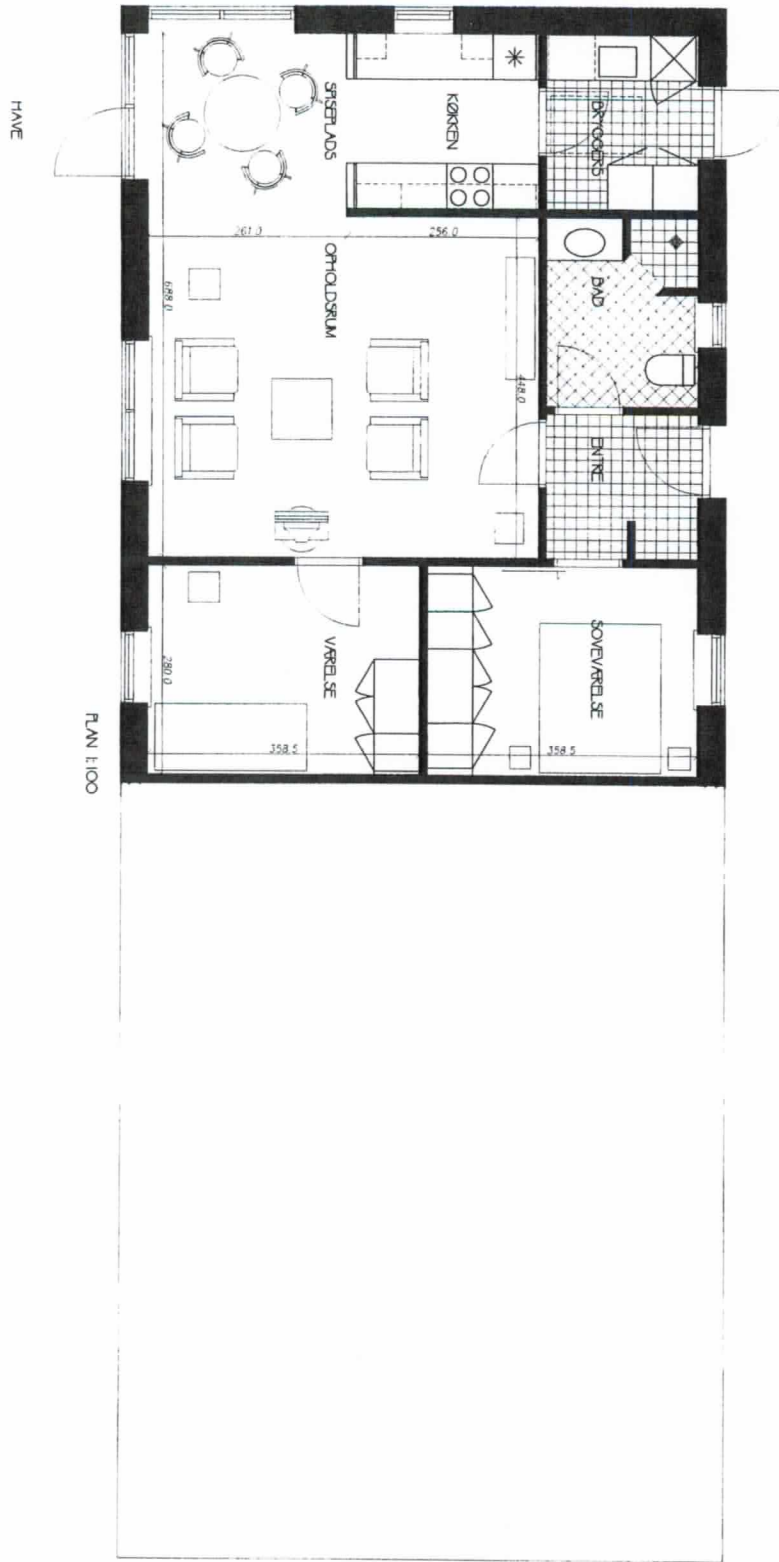 HAVE
SPISEPLADS
KØKKEN
BRYGGERS
261.0
256.0
688.0
OPHOLDSRUM
448.0
BAD
ENTRE
280.0
VÆRELSE
358.5
SOVEVÆRELSE
358.5
PLAN 1:100